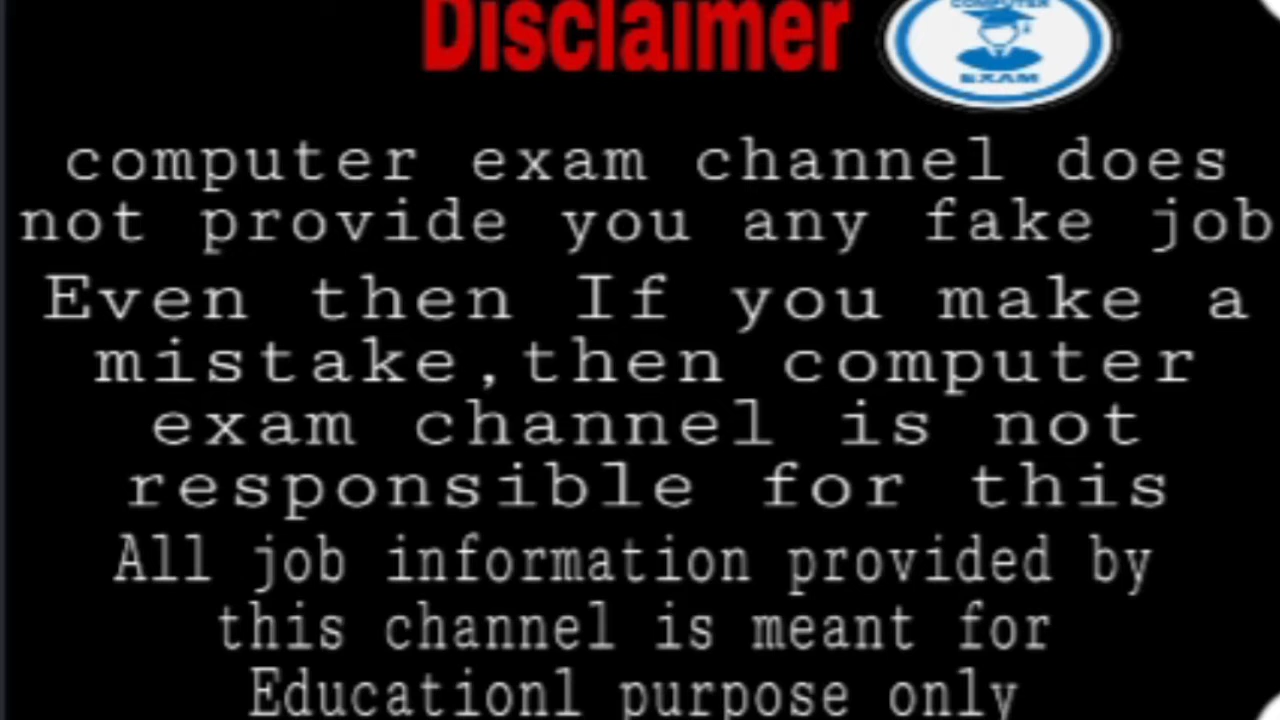 Disclaimer
COMPUTER
EXAM
computer exam channel does
not provide you any fake job
Even then If you make a
mistake,then computer
exam channel is not
responsible for this
All job information provided by
this channel is meant for
Educationl purpose only